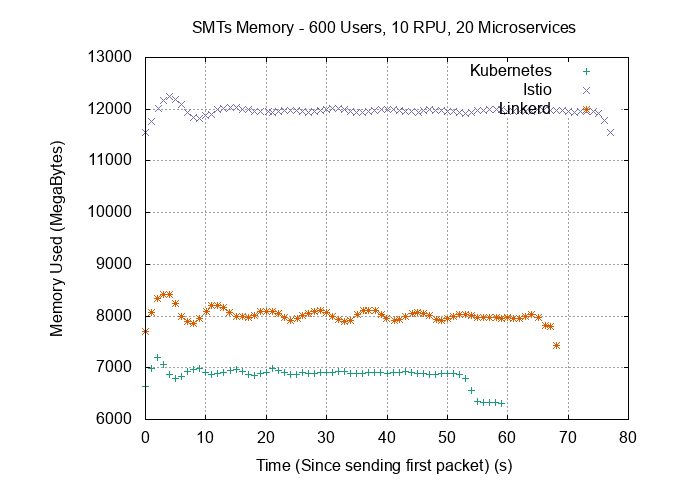 SMTs Memory - 600 Users, 10 RPU, 20 Microservices
13000
12000
11000
10000
9000
8000
7000
6000
Memory Used (MegaBytes)
Kubernetes
Istio
Linkerd
0 10 20 30 40 50 60 70 80
Time (Since sending first packet) (s)